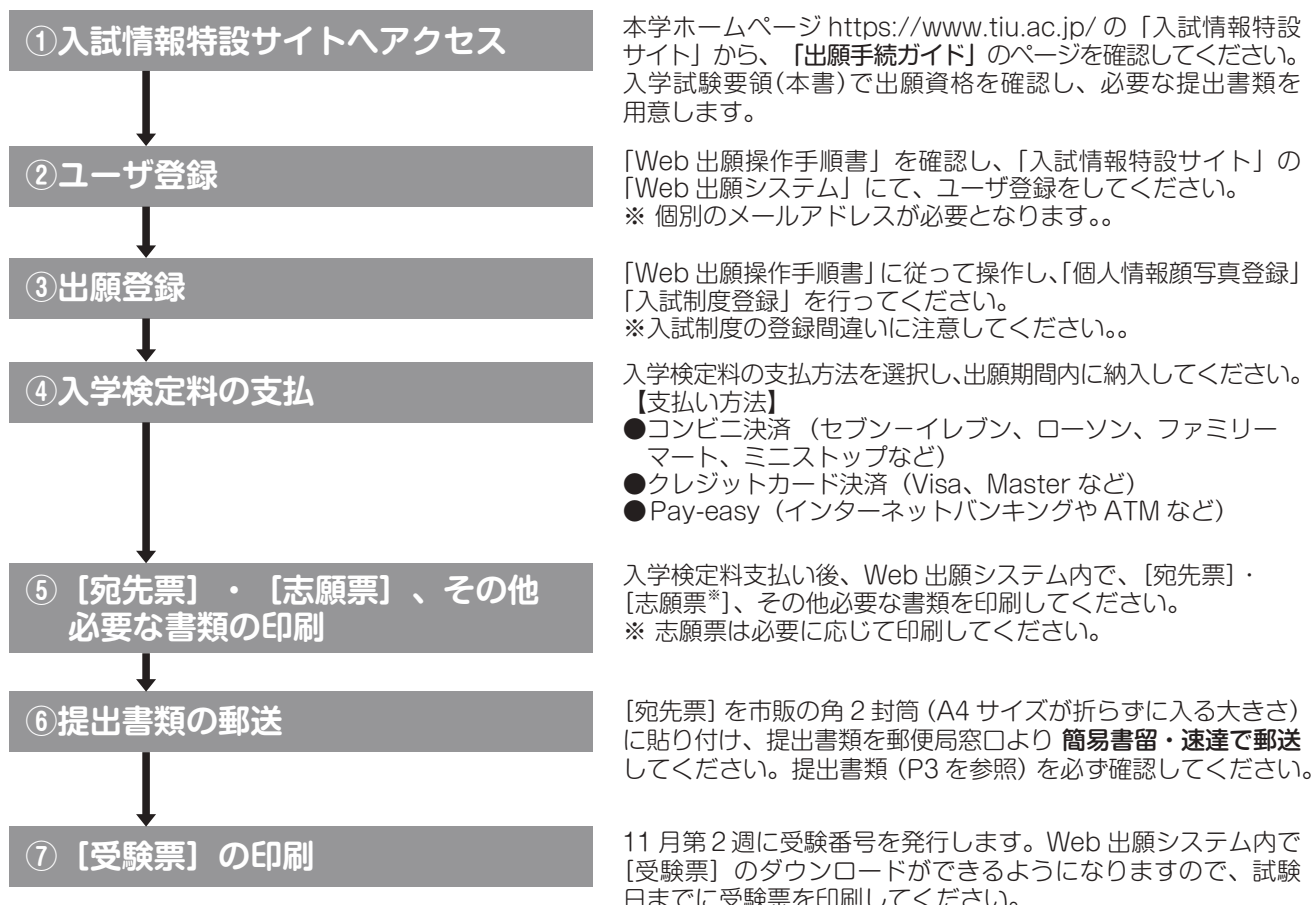 ①入試情報特設サイトへアクセス
本学ホームページ https://www.tiu.ac.jp/ の「入試情報特設
サイト」から、「出願手続ガイド」のページを確認してください。
入学試験要領(本書)で出願資格を確認し、必要な提出書類を
用意します。
②ユーザ登録
「Web 出願操作手順書」を確認し、「入試情報特設サイト」の
「Web 出願システム」にて、ユーザ登録をしてください。
※ 個別のメールアドレスが必要となります。。
③出願登録
「Web 出願操作手順書」に従って操作し、「個人情報顔写真登録」
「入試制度登録」を行ってください。
※入試制度の登録間違いに注意してください。。
④入学検定料の支払
入学検定料の支払方法を選択し、出願期間内に納入してください。
【支払い方法】
●コンビニ決済 (セブン−イレブン、ローソン、ファミリー
マート、ミニストップなど)
●クレジットカード決済(Visa、Master など)
●Pay-easy(インターネットバンキングや ATM など)
⑤［宛先票］・［志願票］、その他
必要な書類の印刷
入学検定料支払い後、Web 出願システム内で、[宛先票]・
[志願票※]、その他必要な書類を印刷してください。
※ 志願票は必要に応じて印刷してください。
⑥提出書類の郵送
[宛先票] を市販の角 2 封筒 (A4 サイズが折らずに入る大きさ)
に貼り付け、提出書類を郵便局窓口より 簡易書留・速達で郵送
してください。提出書類 (P3 を参照) を必ず確認してください。
⑦［受験票］の印刷
11 月第 2 週に受験番号を発行します。Web 出願システム内で
[受験票] のダウンロードができるようになりますので、試験
日までに受験票を印刷してください。